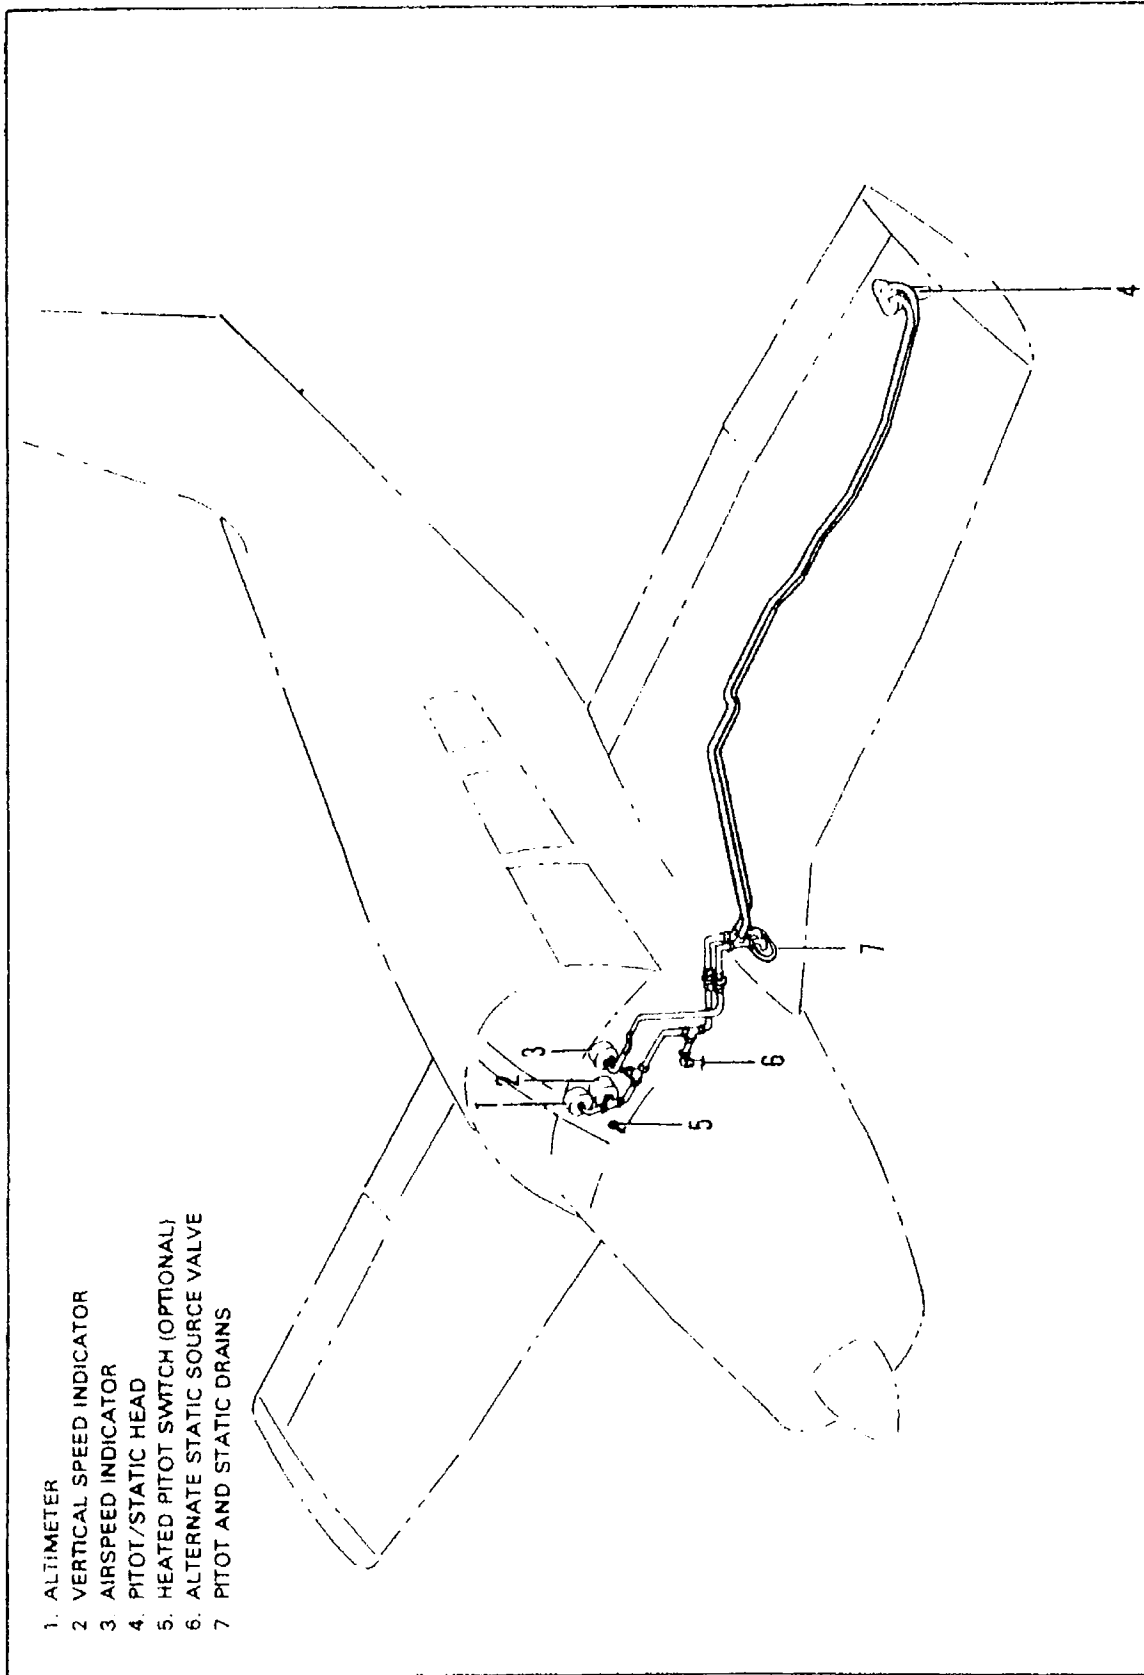 1. ALTIMETER
2 VERTICAL SPEED INDICATOR
3 AIRSPEED INDICATOR
4. PITOT/STATIC HEAD
5. HEATED PITOT SWITCH (OPTIONAL)
6. ALTERNATE STATIC SOURCE VALVE
7 PITOT AND STATIC DRAINS
1
2
3
5
6
7
4